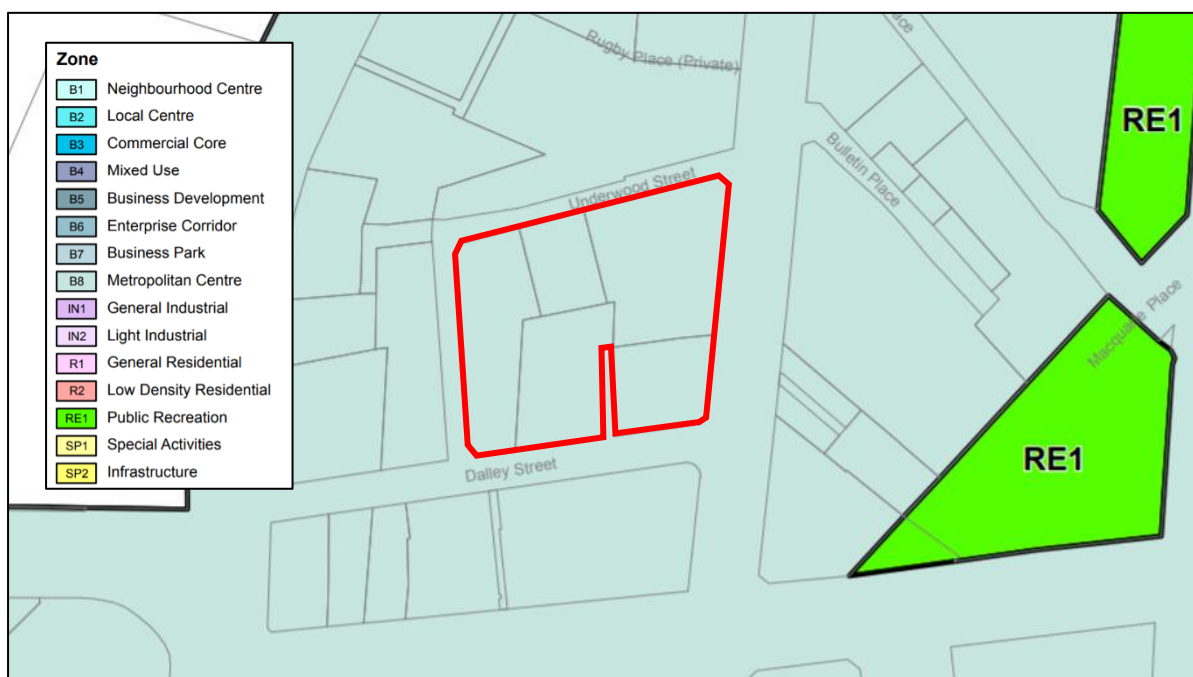 Zone
B1 Neighbourhood Centre
B2 Local Centre
B3 Commercial Core
B4 Mixed Use
B5 Business Development
B6 Enterprise Corridor
B7 Business Park
B8 Metropolitan Centre
IN1 General Industrial
IN2 Light Industrial
R1 General Residential
R2 Low Density Residential
RE1 Public Recreation
SP1 Special Activities
SP2 Infrastructure
Rugby Place (Private)
ace
RE1
Bulletin Place
Underwood Street
Macquarie Place
RE1
Dalley Street